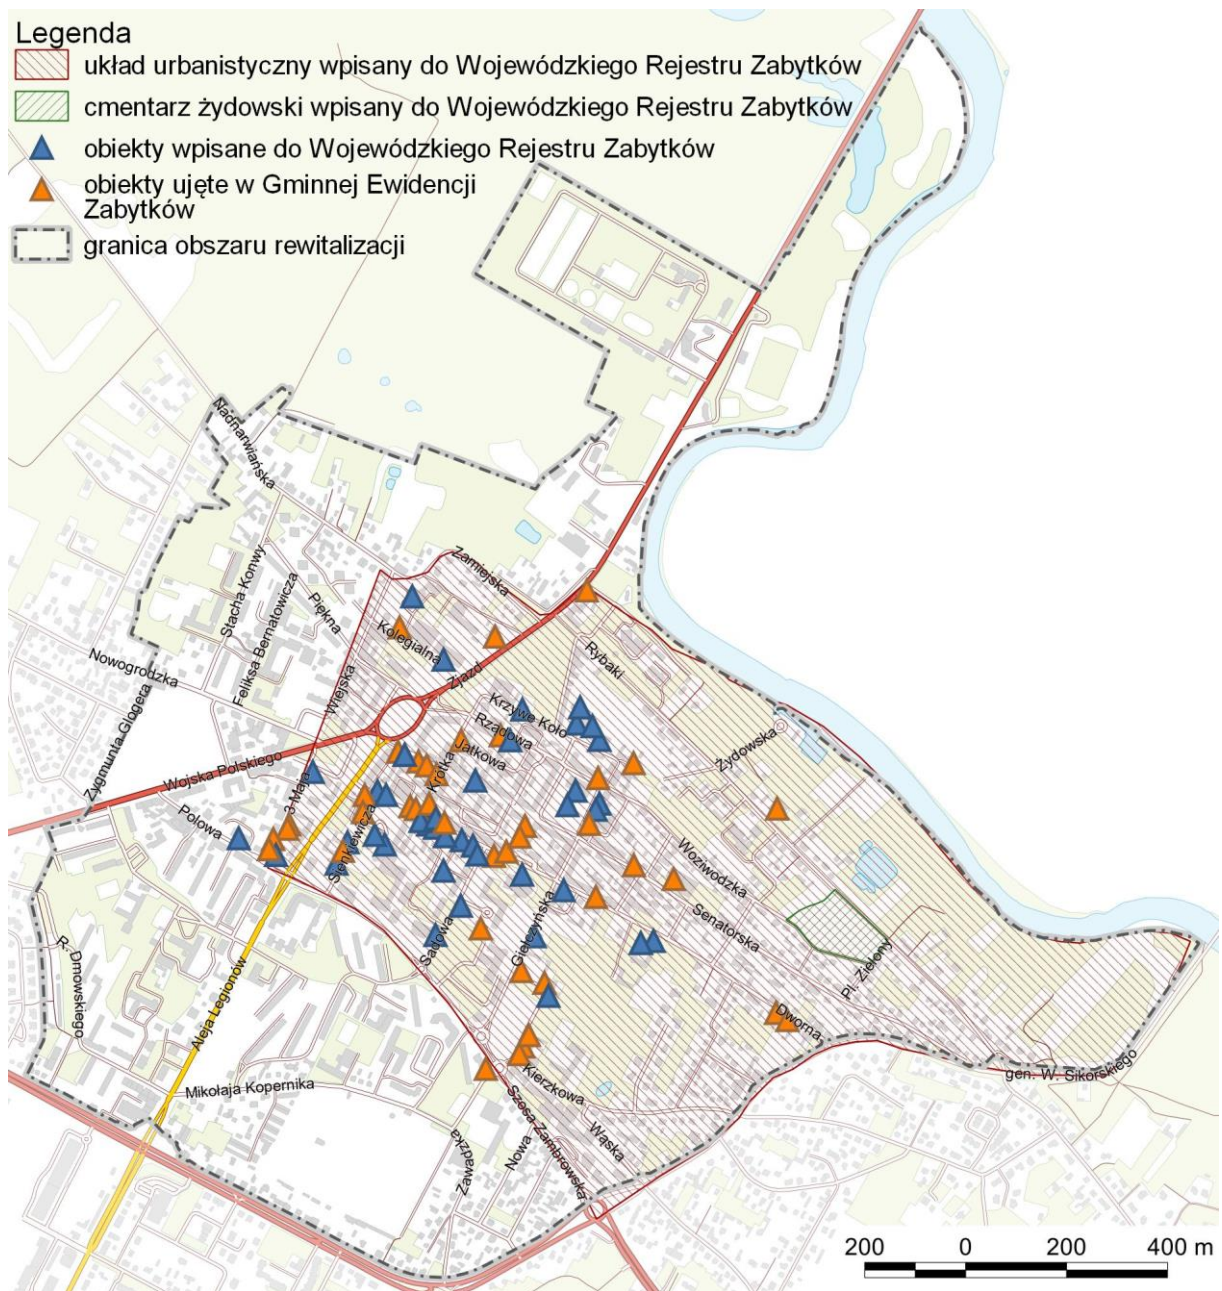 Legenda
układ urbanistyczny wpisany do Wojewódzkiego Rejestru Zabytków
cmentarz żydowski wpisany do Wojewódzkiego Rejestru Zabytków
obiekty wpisane do Wojewódzkiego Rejestru Zabytków
obiekty ujęte w Gminnej Ewidencji
Zabytków
granica obszaru rewitalizacji
Nadnarwiańska
Zamiejska
Stacha Konwy
Feliksa Bernatowicza
Piękna
Kolegialna
Rybaki
Nowogrodzka
Wiejska
Zjazd
Zygmunta Glogera
Krzywe Koło
Rządowa
Jatkowa
Żydowska
Wojska Polskiego
Krótka
3 Maja
Polowa
Sienkiewicza
Woziwodzka
Senatorska
Giełczyńska
Sadowa
Pl. Zielony
R. Dmowskiego
Aleja Legionów
Dworna
gen. W. Sikorskiego
Mikołaja Kopernika
Kierzkowa
Szosa Zambrowska
Wąska
Zawadzka
Nowa
200 0 200 400 m